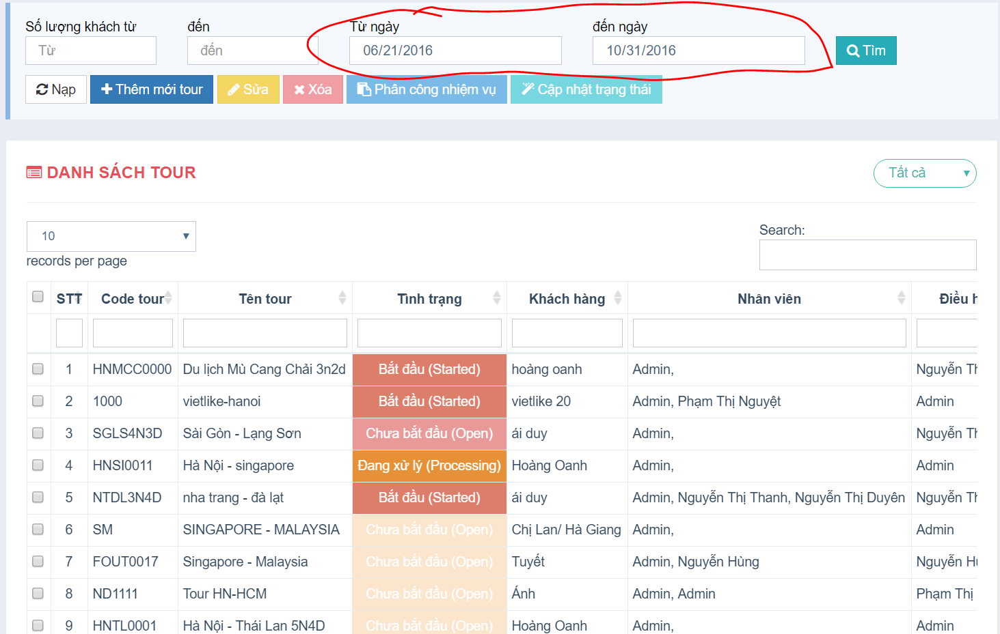 Số lượng khách từ đến Từ ngày đến ngày
Từ đến 06/21/2016 10/31/2016 Tìm
Nạp Thêm mới tour Sửa Xóa Phân công nhiệm vụ Cập nhật trạng thái
DANH SÁCH TOUR Tất cả
10
records per page
Search:
STT Code tour Tên tour Tình trạng Khách hàng Nhân viên Điều h
1 HNMCC0000 Du lịch Mù Cang Chải 3n2d Bắt đầu (Started) hoàng oanh Admin, Nguyễn Th
2 1000 vietlike-hanoi Bắt đầu (Started) vietlike 20 Admin, Phạm Thị Nguyệt Admin
3 SGLS4N3D Sài Gòn - Lạng Sơn Chưa bắt đầu (Open) ái duy Admin, Nguyễn Th
4 HNSI0011 Hà Nội - singapore Đang xử lý (Processing) Hoàng Oanh Admin, Admin
5 NTDL3N4D nha trang - đà lạt Bắt đầu (Started) ái duy Admin, Nguyễn Thị Thanh, Nguyễn Thị Duyên Nguyễn Th
6 SM SINGAPORE - MALAYSIA Chưa bắt đầu (Open) Chị Lan/ Hà Giang Admin, Admin
7 FOUT0017 Singapore - Malaysia Chưa bắt đầu (Open) Tuyết Admin, Nguyễn Hùng Nguyễn Hù
8 ND1111 Tour HN-HCM Chưa bắt đầu (Open) Ánh Admin, Admin Phạm Thị
9 HNTL0001 Hà Nội - Thái Lan 5N4D Chưa bắt đầu (Open) Hoàng Oanh Admin, Admin